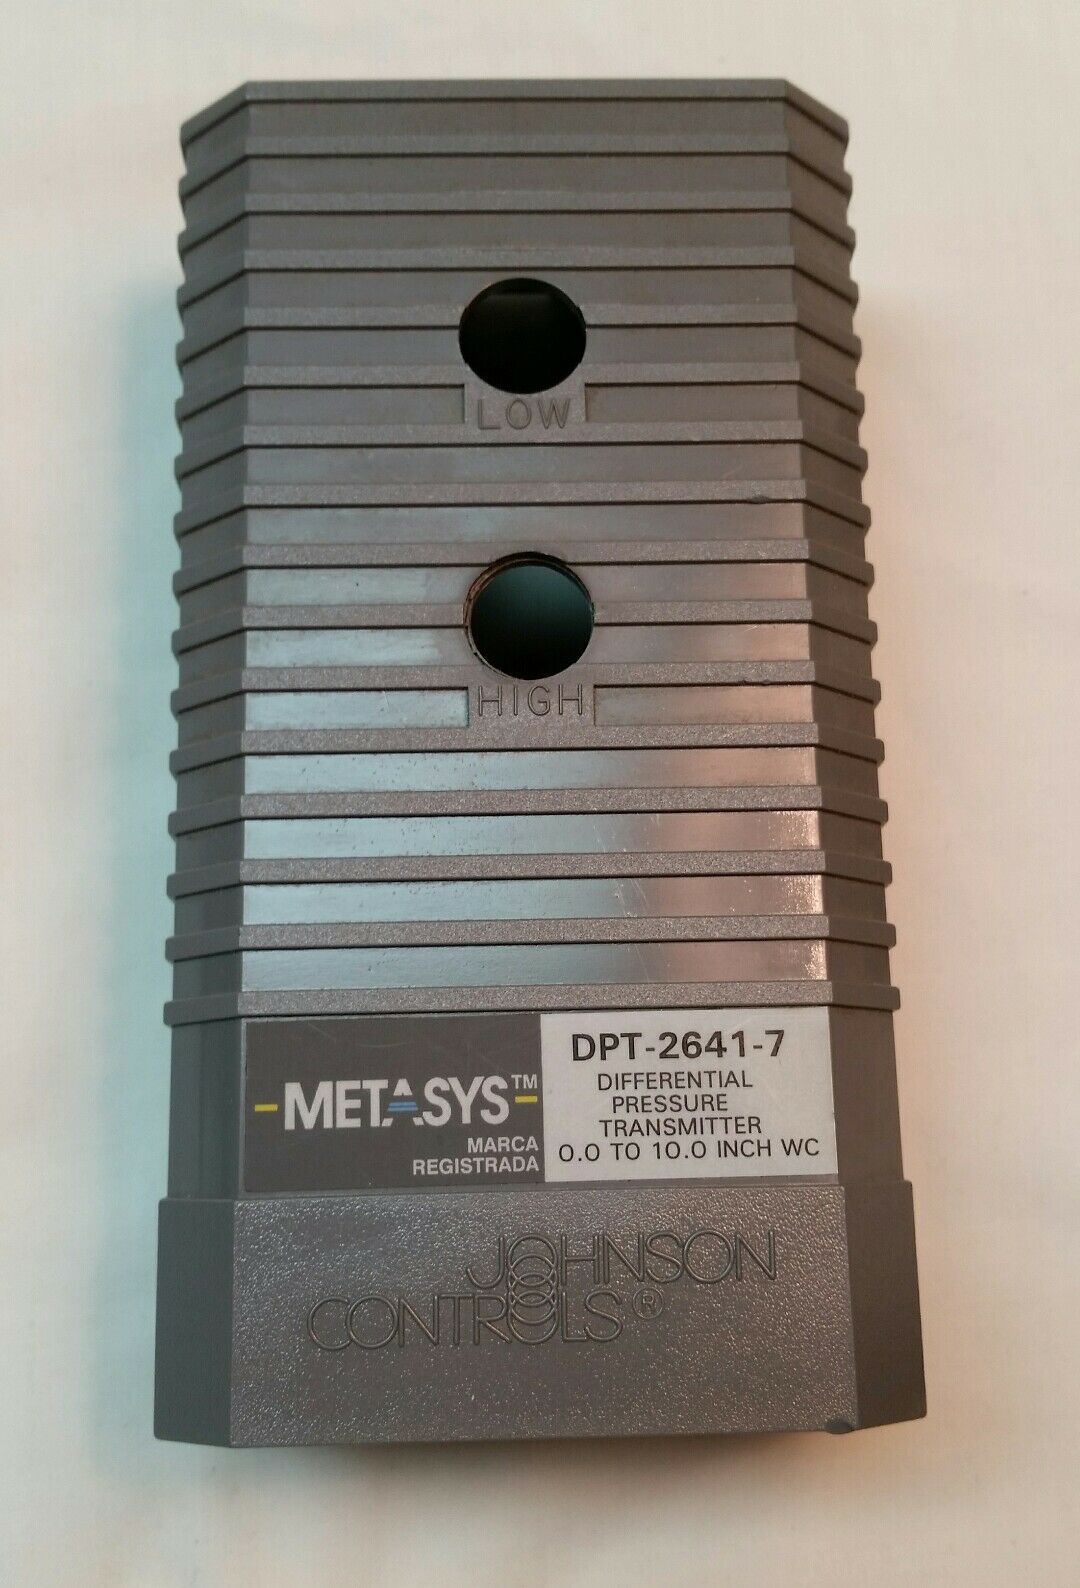 LOW
HIGH
METASYS™
MARCA
REGISTRADA
DPT-2641-7
DIFFERENTIAL
PRESSURE
TRANSMITTER
0.0 TO 10.0 INCH WC
JOHNSON
CONTROLS®